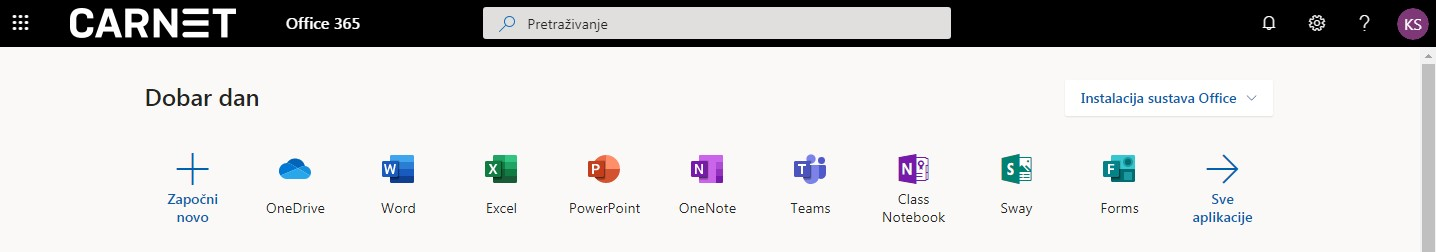 CARNET Office 365 Pretraživanje ? KS
Dobar dan
Instalacija sustava Office
Započni
novo
OneDrive
Word
Excel
PowerPoint
OneNote
Teams
Class
Notebook
Sway
Forms
Sve
aplikacije